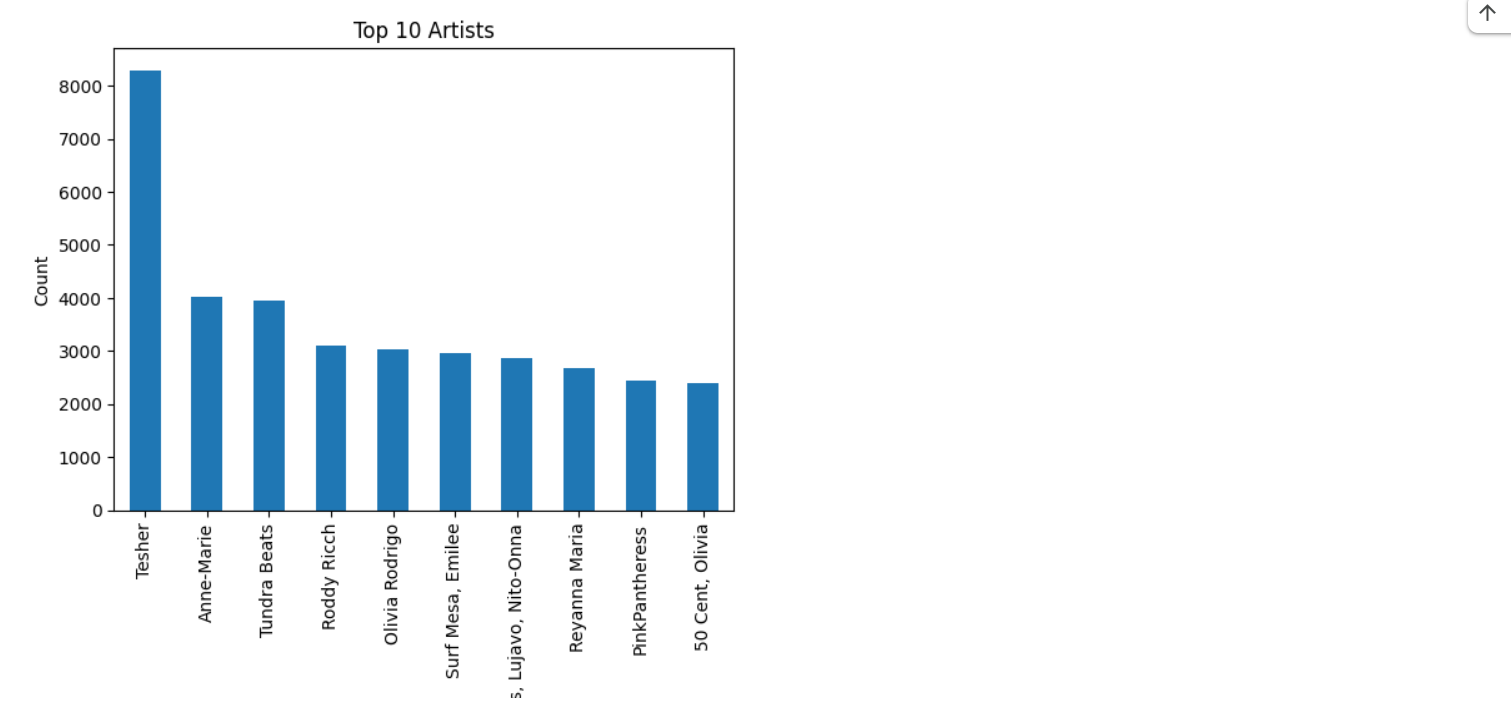 Top 10 Artists
8000
7000
6000
5000
4000
3000
2000
1000
0
Count
Tesher
Anne-Marie
Tundra Beats
Roddy Ricch
Olivia Rodrigo
Surf Mesa, Emilee
s, Lujavo, Nito-Onna
Reyanna Maria
PinkPantheress
50 Cent, Olivia